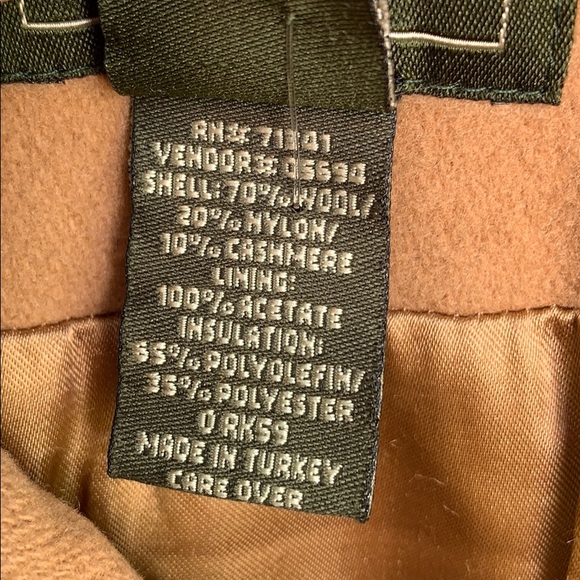 RN# 71341
VENDOR#: 05694
SHELL: 70% WOOL/
20% NYLON/
10% CASHMERE
LINING:
100% ACETATE
INSULATION:
65% POLYOLEFIN/
35% POLYESTER
0 RK59
MADE IN TURKEY
CARE OVER